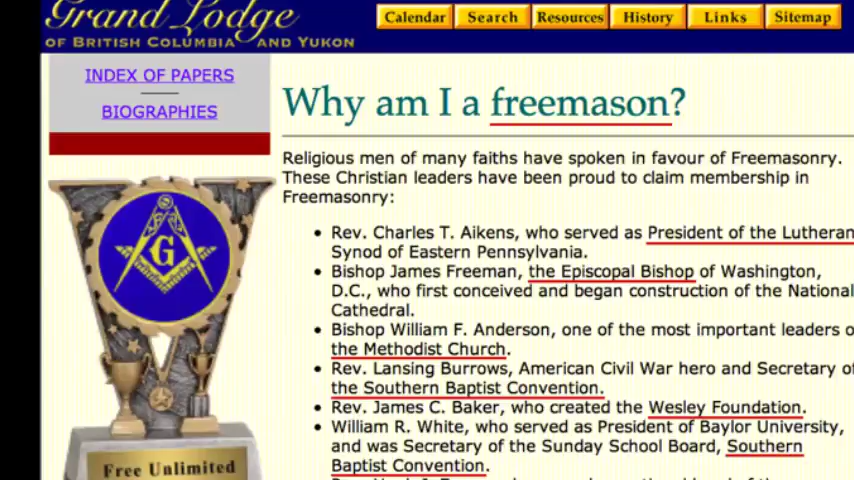 Grand Lodge
OF BRITISH COLUMBIA AND YUKON
Calendar Search Resources History Links Sitemap
INDEX OF PAPERS
BIOGRAPHIES
Why am I a freemason?
Religious men of many faiths have spoken in favour of Freemasonry.
These Christian leaders have been proud to claim membership in
Freemasonry:
• Rev. Charles T. Aikens, who served as President of the Lutheran
Synod of Eastern Pennsylvania.
• Bishop James Freeman, the Episcopal Bishop of Washington,
D.C., who first conceived and began construction of the National
Cathedral.
• Bishop William F. Anderson, one of the most important leaders o
the Methodist Church.
• Rev. Lansing Burrows, American Civil War hero and Secretary of
the Southern Baptist Convention.
• Rev. James C. Baker, who created the Wesley Foundation.
• William R. White, who served as President of Baylor University,
and was Secretary of the Sunday School Board, Southern
Baptist Convention.
G
Free Unlimited